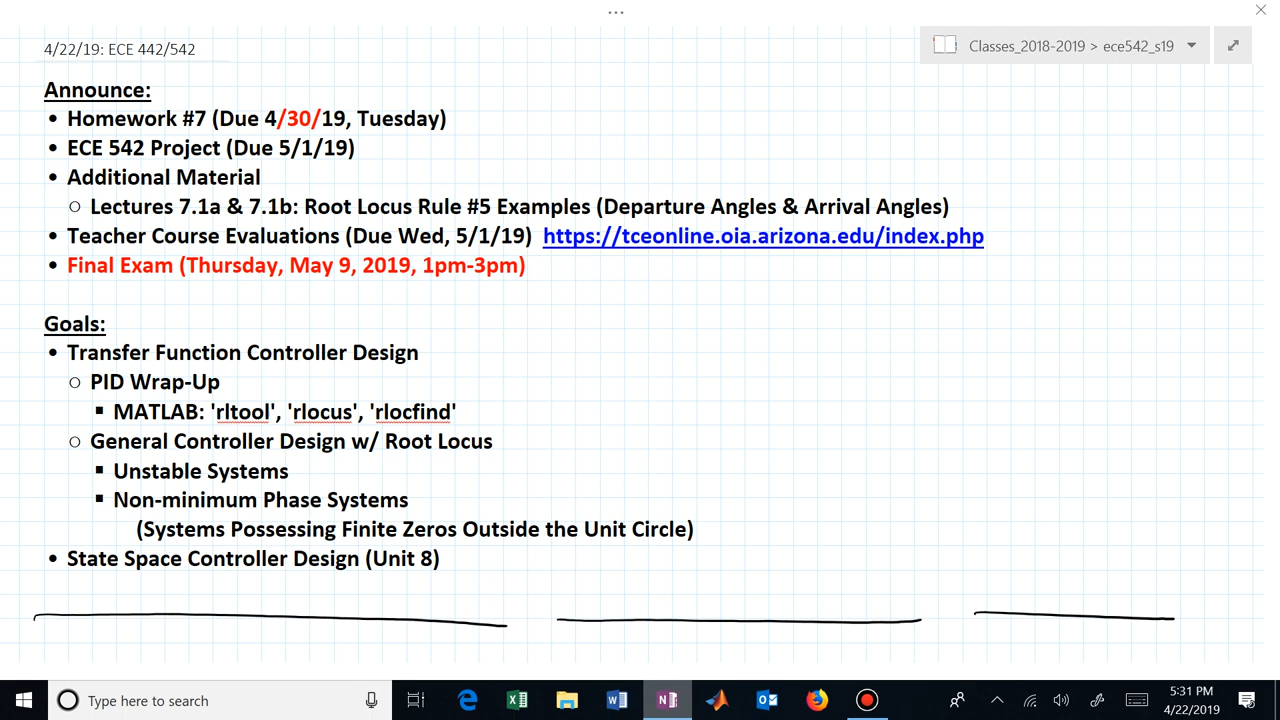 4/22/19: ECE 442/542
Classes_2018-2019 > ece542_s19
Announce:
• Homework #7 (Due 4/30/19, Tuesday)
• ECE 542 Project (Due 5/1/19)
• Additional Material
○ Lectures 7.1a & 7.1b: Root Locus Rule #5 Examples (Departure Angles & Arrival Angles)
• Teacher Course Evaluations (Due Wed, 5/1/19) https://tceonline.oia.arizona.edu/index.php
• Final Exam (Thursday, May 9, 2019, 1pm-3pm)
Goals:
• Transfer Function Controller Design
○ PID Wrap-Up
▪ MATLAB: 'rltool', 'rlocus', 'rlocfind'
○ General Controller Design w/ Root Locus
▪ Unstable Systems
▪ Non-minimum Phase Systems
(Systems Possessing Finite Zeros Outside the Unit Circle)
• State Space Controller Design (Unit 8)
Type here to search
5:31 PM
4/22/2019